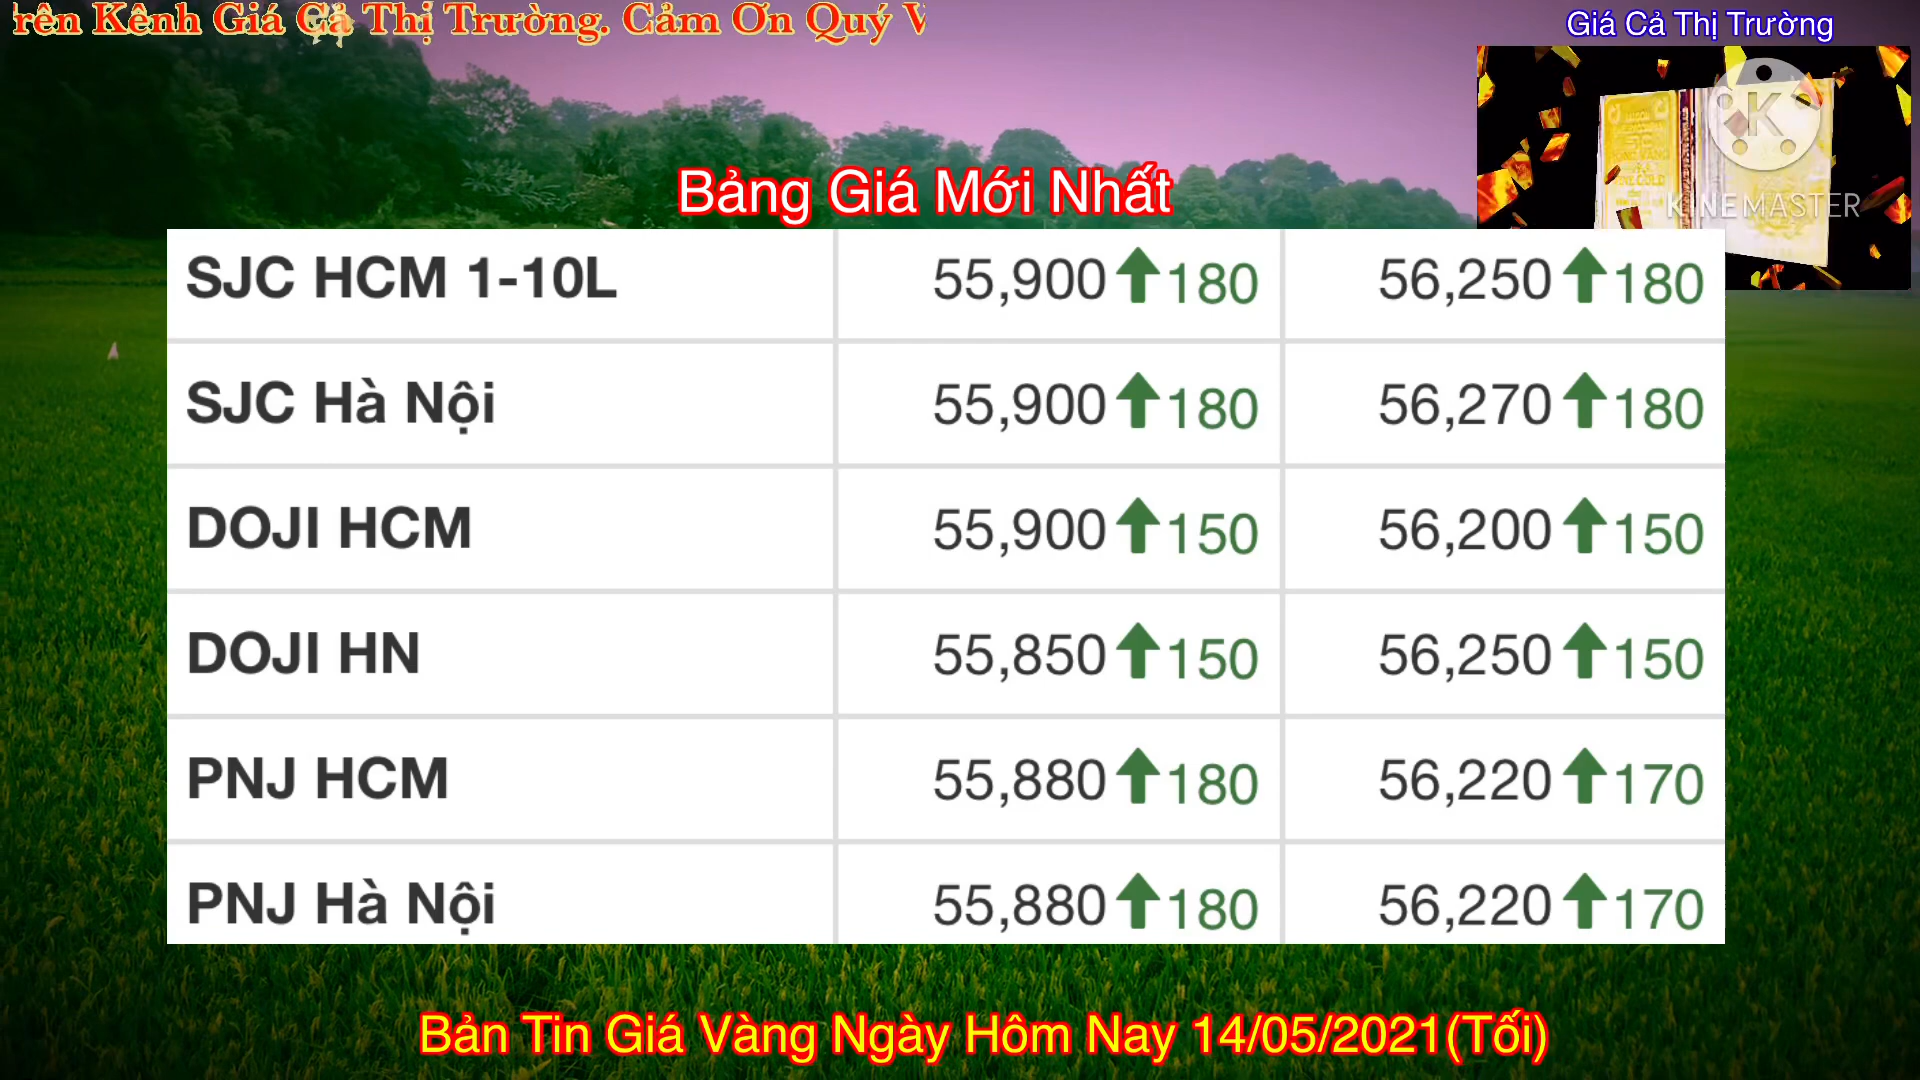 rên Kênh Giá Cả Thị Trường. Cảm Ơn Quý V
Giá Cả Thị Trường
KINEMASTER
Bảng Giá Mới Nhất
SJC HCM 1-10L 55,900 180 56,250 180
SJC Hà Nội 55,900 180 56,270 180
DOJI HCM 55,900 150 56,200 150
DOJI HN 55,850 150 56,250 150
PNJ HCM 55,880 180 56,220 170
PNJ Hà Nội 55,880 180 56,220 170
Bản Tin Giá Vàng Ngày Hôm Nay 14/05/2021(Tối)